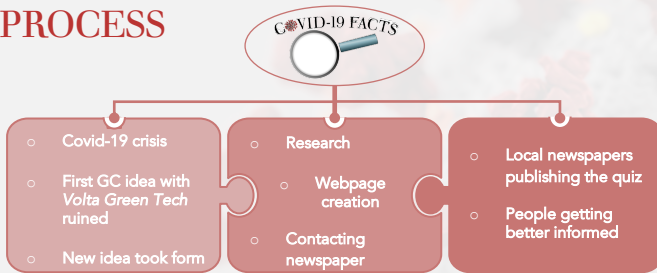 PROCESS
COVID-19 FACTS
Covid-19 crisis
First GC idea with
Volta Green Tech
ruined
New idea took form
Research
Webpage
creation
Contacting
newspaper
Local newspapers
publishing the quiz
People getting
better informed